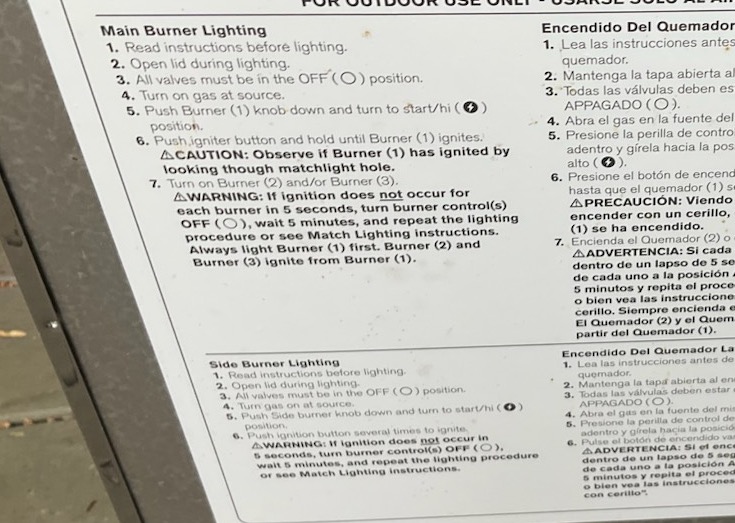 FOR OUTDOOR USE ONLY - USARSE SOLO AL AIR
Main Burner Lighting
1. Read instructions before lighting.
2. Open lid during lighting.
3. All valves must be in the OFF ( ) position.
4. Turn on gas at source.
5. Push Burner (1) knob down and turn to start/hi ( )
position.
6. Push igniter button and hold until Burner (1) ignites.
⚠CAUTION: Observe if Burner (1) has ignited by
looking though matchlight hole.
7. Turn on Burner (2) and/or Burner (3).
⚠WARNING: If ignition does not occur for
each burner in 5 seconds, turn burner control(s)
OFF ( ), wait 5 minutes, and repeat the lighting
procedure or see Match Lighting instructions.
Always light Burner (1) first. Burner (2) and
Burner (3) ignite from Burner (1).
Side Burner Lighting
1. Read instructions before lighting.
2. Open lid during lighting.
3. All valves must be in the OFF ( ) position.
4. Turn gas on at source.
5. Push Side burner knob down and turn to start/hi ( )
position.
6. Push ignition button several times to ignite.
⚠WARNING: If ignition does not occur in
5 seconds, turn burner control(s) OFF ( ),
wait 5 minutes, and repeat the lighting procedure
or see Match Lighting instructions.
Encendido Del Quemador
1. Lea las instrucciones antes
quemador.
2. Mantenga la tapa abierta al
3. Todas las válvulas deben es
APPAGADO ( ).
4. Abra el gas en la fuente del
5. Presione la perilla de contro
adentro y gírela hacia la pos
alto ( ).
6. Presione el botón de encend
hasta que el quemador (1) s
⚠PRECAUCIÓN: Viendo
encender con un cerillo,
(1) se ha encendido.
7. Encienda el Quemador (2) o
⚠ADVERTENCIA: Si cada
dentro de un lapso de 5 se
de cada uno a la posición
5 minutos y repita el proce
o bien vea las instruccione
cerillo. Siempre encienda e
El Quemador (2) y el Quem
partir del Quemador (1).
Encendido Del Quemador La
1. Lea las instrucciones antes de
quemador.
2. Mantenga la tapa abierta al en
3. Todas las válvulas deben estar
APPAGADO ( ).
4. Abra el gas en la fuente del mis
5. Presione la perilla de control de
adentro y gírela hacia la posició
6. Pulse el botón de encendido va
⚠ADVERTENCIA: Si el ence
dentro de un lapso de 5 seg
de cada uno a la posición A
5 minutos y repita el proced
o bien vea las instrucciones
con cerillo".